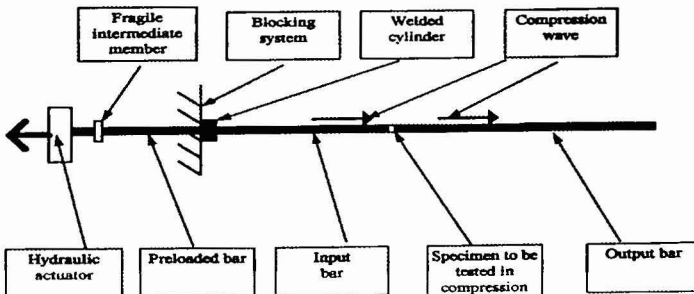 Fragile
intermediate
member
Blocking
system
Welded
cylinder
Compression
wave
Hydraulic
actuator
Preloaded bar
Input
bar
Specimen to be
tested in
compression
Output bar